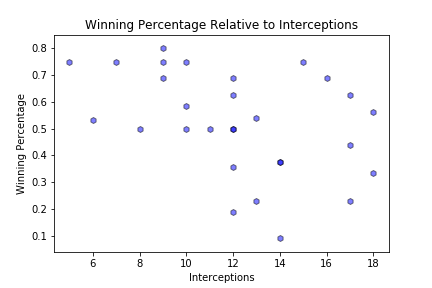 Winning Percentage Relative to Interceptions
0.8
0.7
0.6
0.5
0.4
0.3
0.2
0.1
Winning Percentage
6 8 10 12 14 16 18
Interceptions